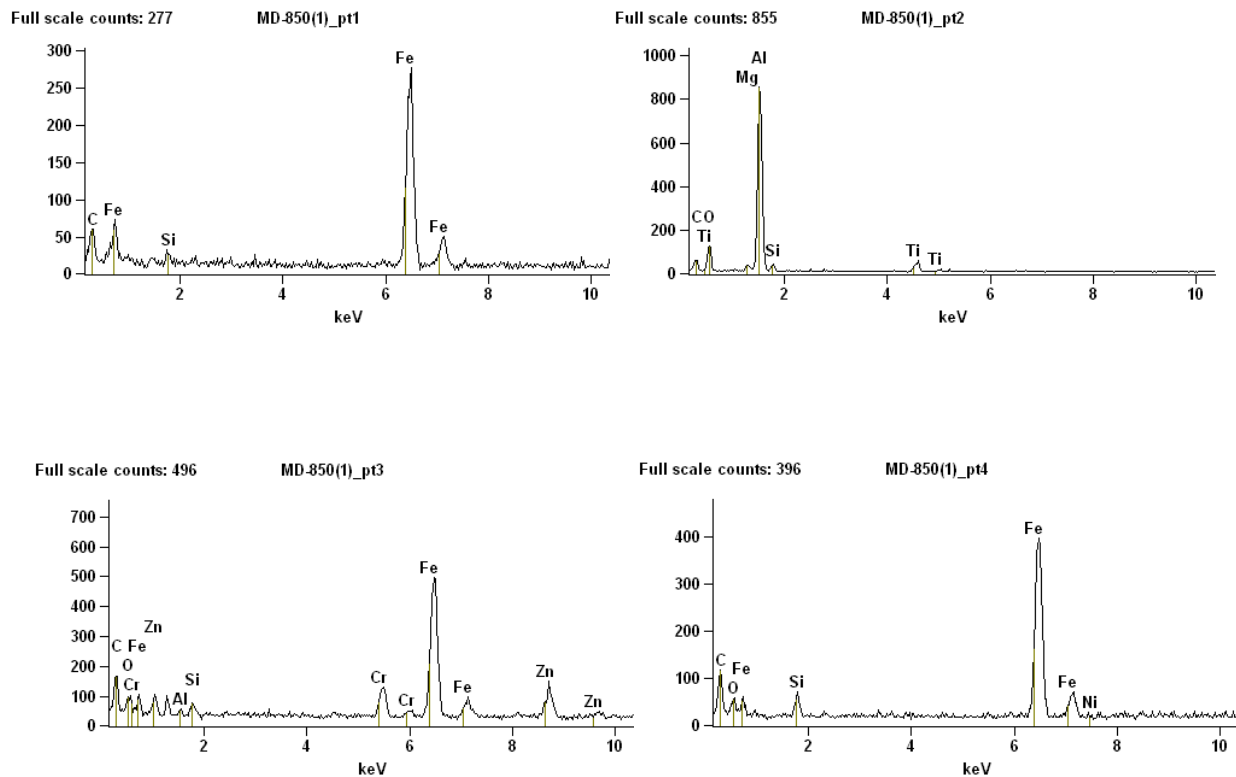 Full scale counts: 277 MD-850(1)_pt1
300
250
200
150
100
50
0
C
Fe
Si
Fe
Fe
2 4 6 8 10
keV
Full scale counts: 855 MD-850(1)_pt2
1000
800
600
400
200
0
Al
Mg
C O
Ti
Si
Ti
Ti
2 4 6 8 10
keV
Full scale counts: 496 MD-850(1)_pt3
700
600
500
400
300
200
100
0
Zn
C Fe
O
Cr
Al
Si
Cr
Cr
Fe
Fe
Zn
Zn
2 4 6 8 10
keV
Full scale counts: 396 MD-850(1)_pt4
400
300
200
100
0
C
O
Fe
Si
Fe
Fe
Ni
2 4 6 8 10
keV